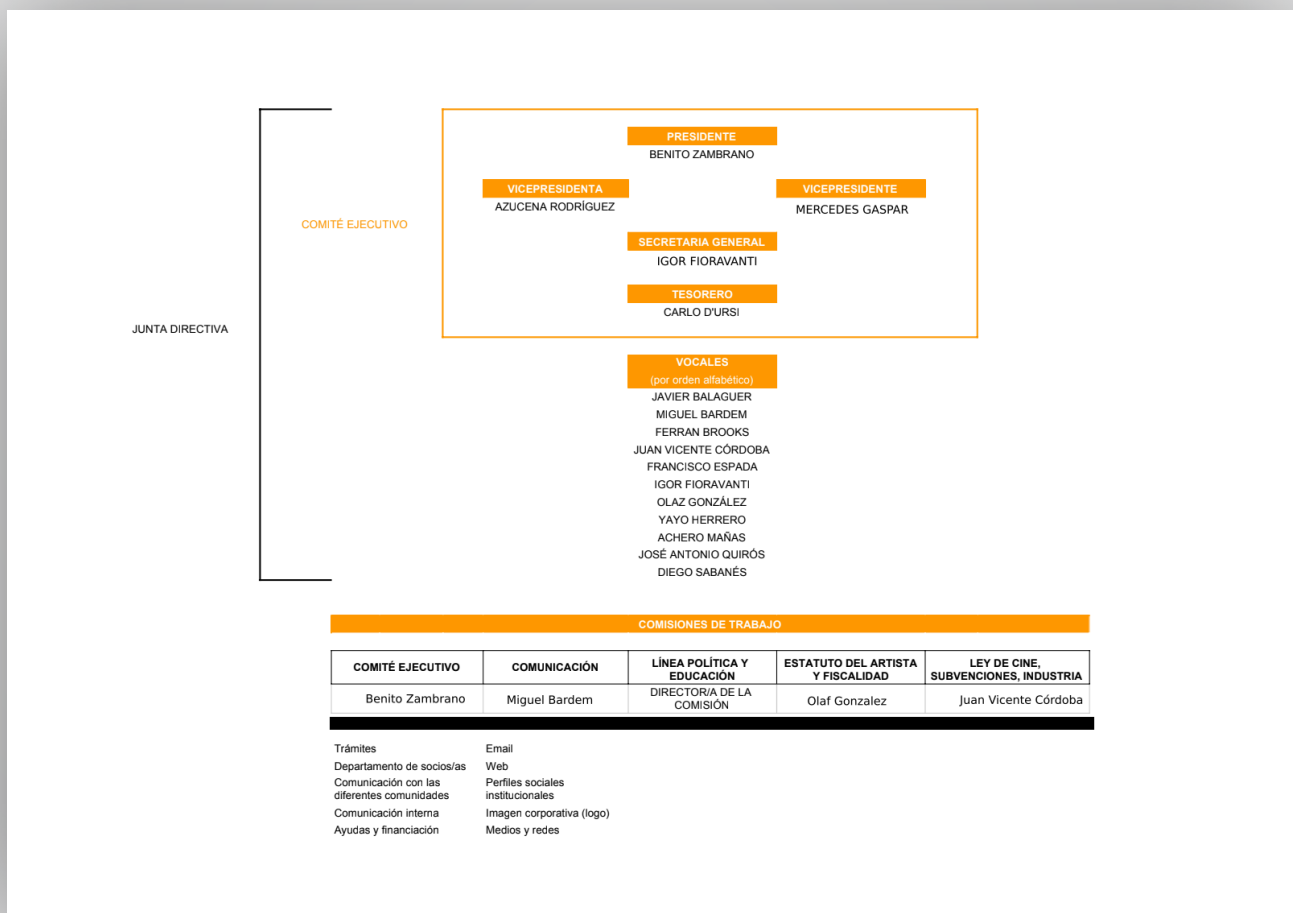 PRESIDENTE
BENITO ZAMBRANO
VICEPRESIDENTA
VICEPRESIDENTE
AZUCENA RODRÍGUEZ
MERCEDES GASPAR
COMITÉ EJECUTIVO
SECRETARIA GENERAL
IGOR FIORAVANTI
TESORERO
CARLO D'URSI
JUNTA DIRECTIVA
VOCALES
(por orden alfabético)
JAVIER BALAGUER
MIGUEL BARDEM
FERRAN BROOKS
JUAN VICENTE CÓRDOBA
FRANCISCO ESPADA
IGOR FIORAVANTI
OLAZ GONZÁLEZ
YAYO HERRERO
ACHERO MAÑAS
JOSÉ ANTONIO QUIRÓS
DIEGO SABANÉS
COMISIONES DE TRABAJO
COMITÉ EJECUTIVO
COMUNICACIÓN
LÍNEA POLÍTICA Y
EDUCACIÓN
ESTATUTO DEL ARTISTA
Y FISCALIDAD
LEY DE CINE,
SUBVENCIONES, INDUSTRIA
Benito Zambrano
Miguel Bardem
DIRECTOR/A DE LA
COMISIÓN
Olaf Gonzalez
Juan Vicente Córdoba
Trámites
Email
Departamento de socios/as
Web
Comunicación con las
diferentes comunidades
Perfiles sociales
institucionales
Comunicación interna
Imagen corporativa (logo)
Ayudas y financiación
Medios y redes